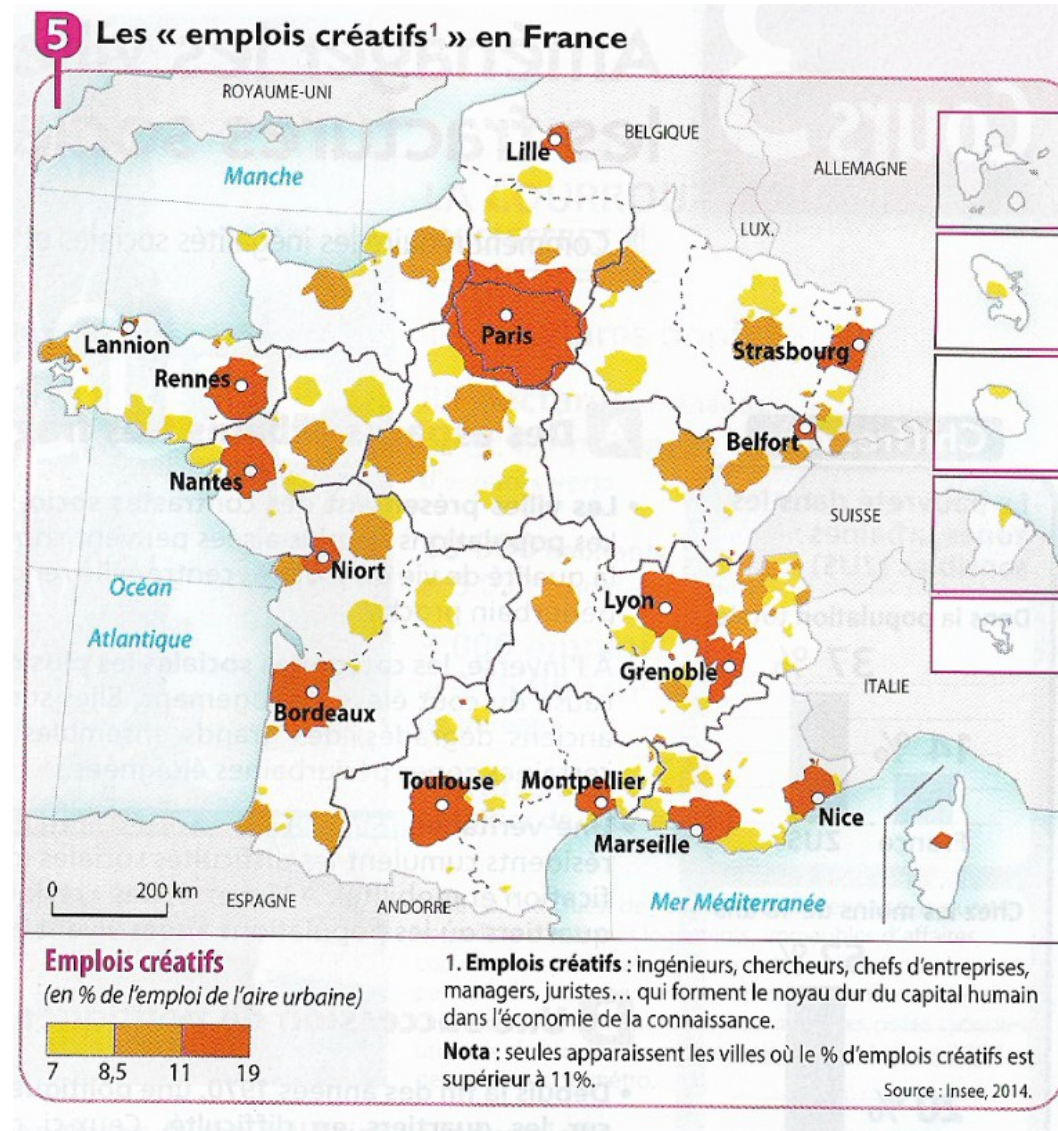 5 Les « emplois créatifs¹ » en France
ROYAUME-UNI
BELGIQUE
Lille
ALLEMAGNE
Manche
LUX.
Paris
Lannion
Strasbourg
Rennes
Belfort
Nantes
SUISSE
Niort
Océan
Atlantique
Lyon
Grenoble
ITALIE
Bordeaux
Toulouse
Montpellier
Nice
Marseille
0 200 km
ESPAGNE
ANDORRE
Mer Méditerranée
Emplois créatifs
(en % de l'emploi de l'aire urbaine)
7 8,5 11 19
1. Emplois créatifs : ingénieurs, chercheurs, chefs d'entreprises,
managers, juristes... qui forment le noyau dur du capital humain
dans l'économie de la connaissance.
Nota : seules apparaissent les villes où le % d'emplois créatifs est
supérieur à 11%.
Source : Insee, 2014.